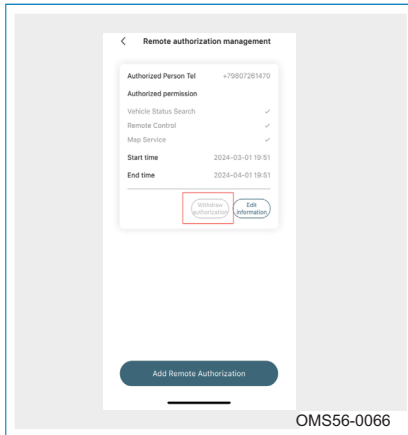 Remote authorization management
Authorized Person Tel +79807261470
Authorized permission
Vehicle Status Search
Remote Control
Map Service
Start time 2024-03-01 19:51
End time 2024-04-01 19:51
Withdraw authorization
Edit information
Add Remote Authorization
OMS56-0066